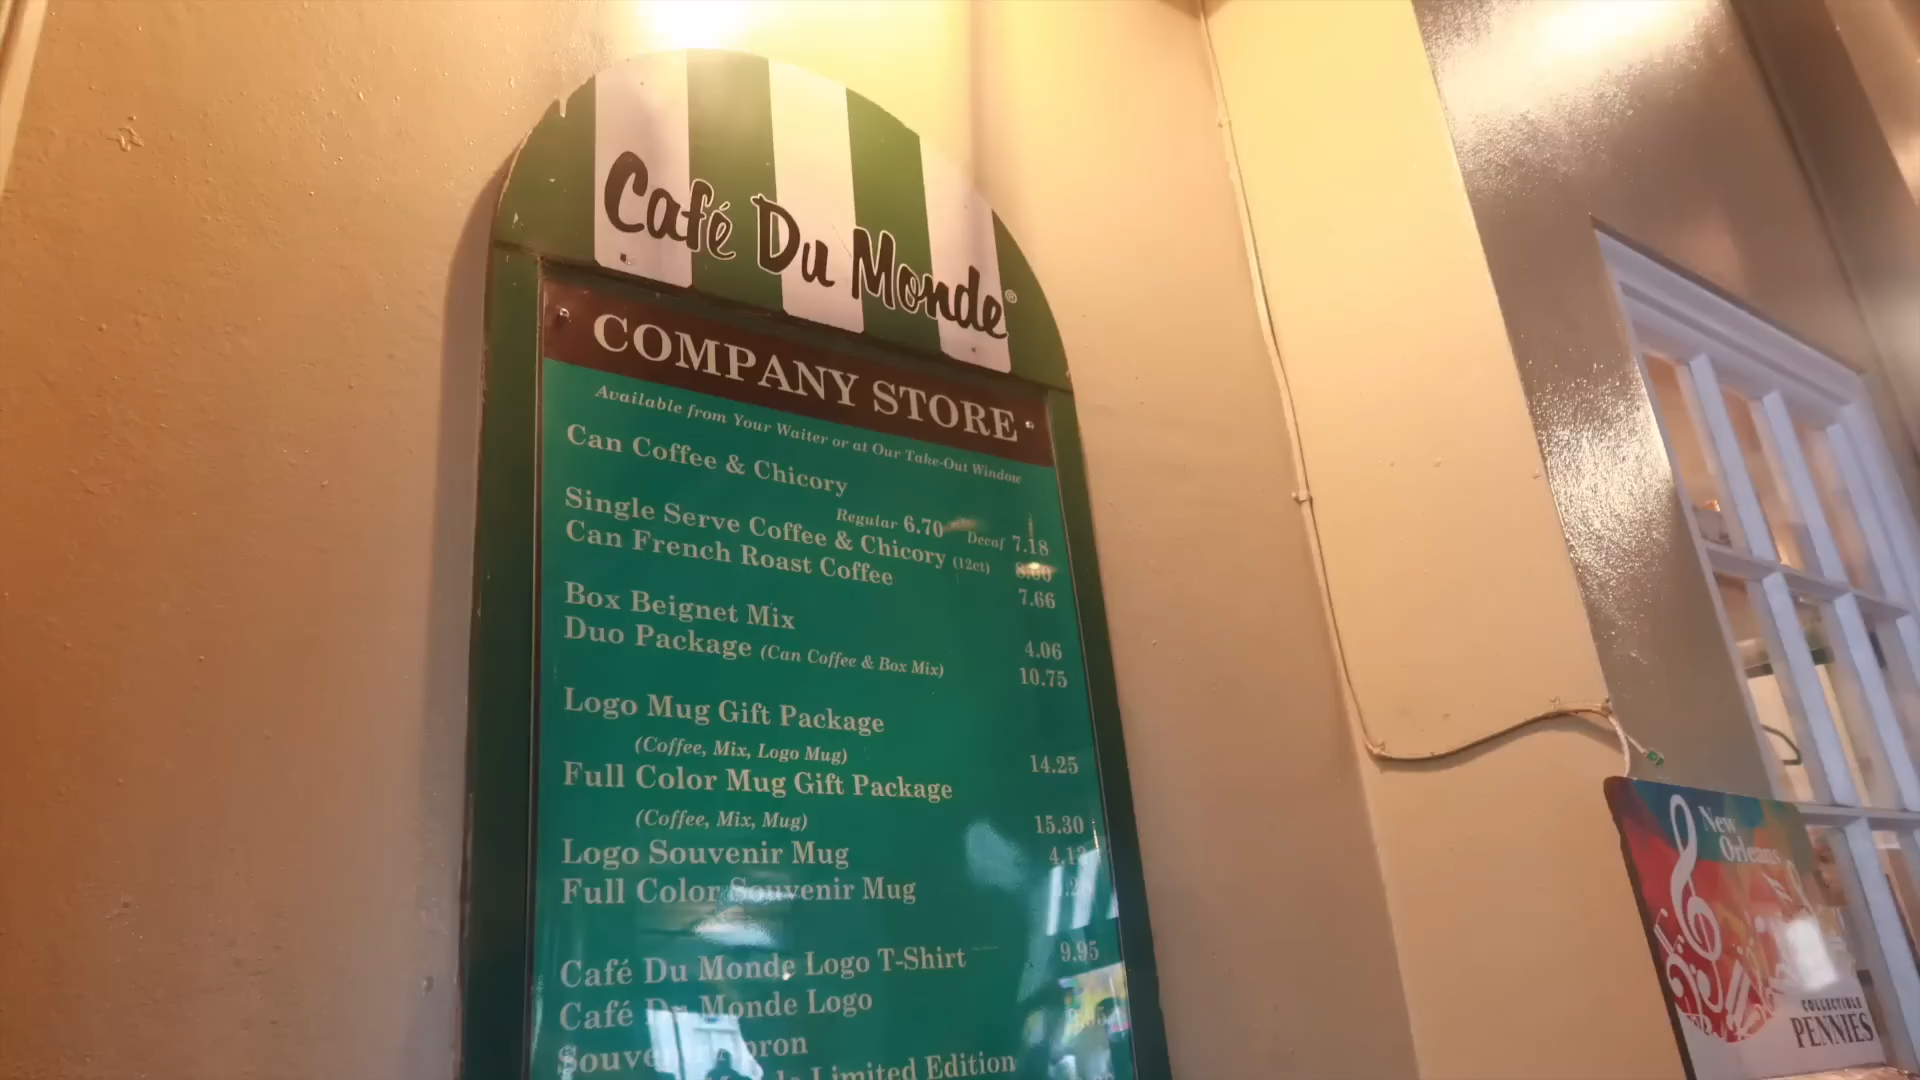 Café Du Monde®
COMPANY STORE
Available from Your Waiter or at Our Take-Out Window
Can Coffee & Chicory
Regular 6.70 Decaf 7.18
Single Serve Coffee & Chicory (12ct)
Can French Roast Coffee 7.66
Box Beignet Mix 4.06
Duo Package (Can Coffee & Box Mix) 10.75
Logo Mug Gift Package
(Coffee, Mix, Logo Mug) 14.25
Full Color Mug Gift Package
(Coffee, Mix, Mug) 15.30
Logo Souvenir Mug
Full Color Souvenir Mug
Café Du Monde Logo T-Shirt 9.95
Café Du Monde Logo
Souvenir Apron
Limited Edition
New
Orleans
COLLECTIBLE
PENNIES